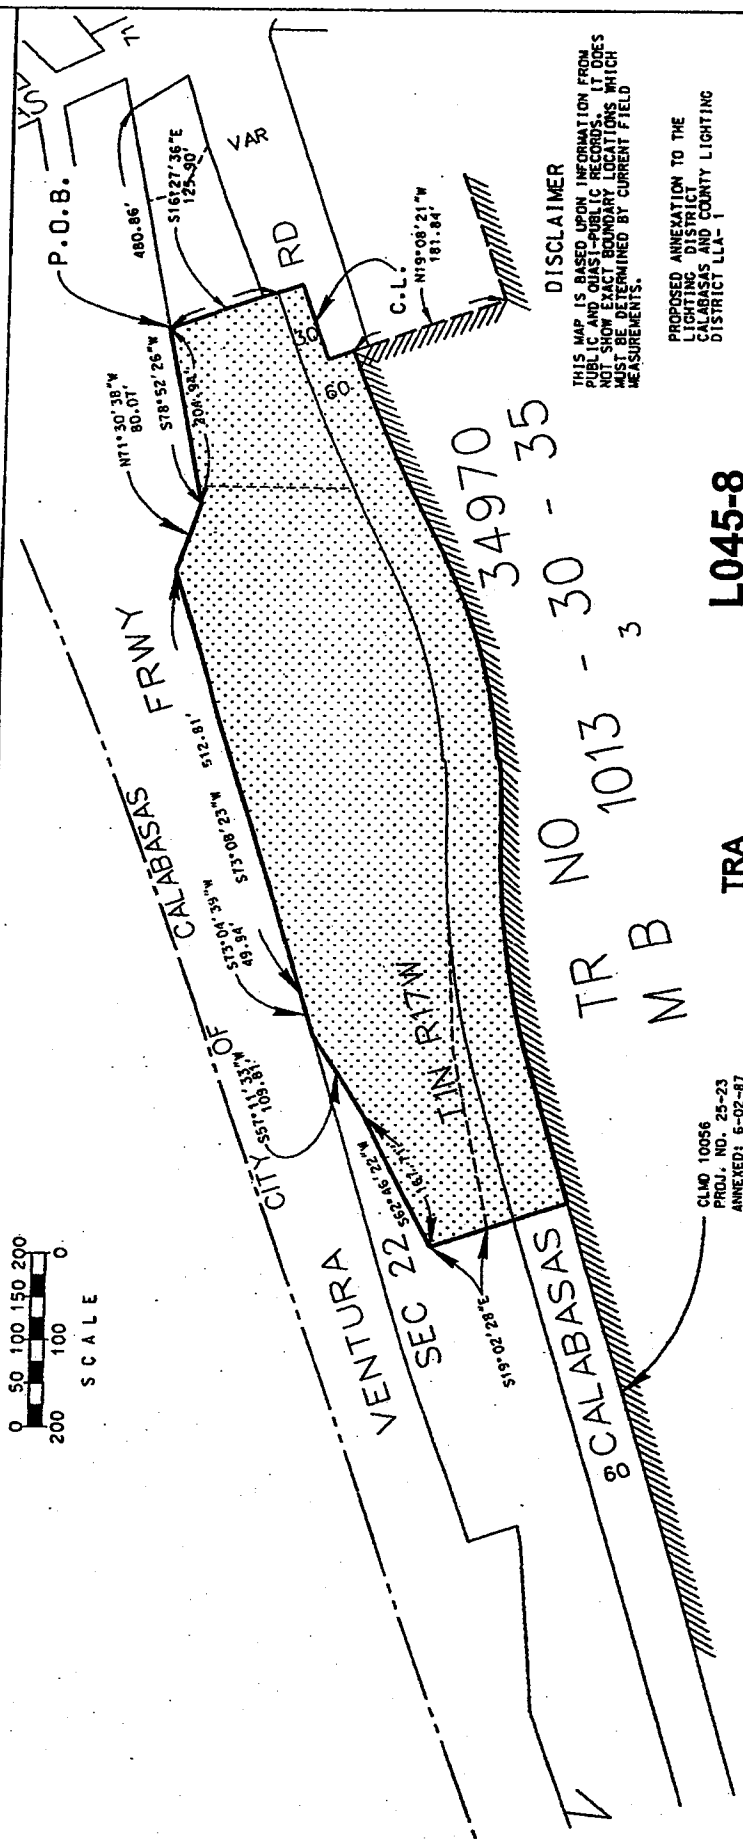 P.O.B.
480.86'
S16°27'36"E
125.90'
VAR
RD
30
60
C.L.
N19°08'21"W
181.84'
N71°30'38"W
80.07'
S78°52'26"W
204.94'
DISCLAIMER
THIS MAP IS BASED UPON INFORMATION FROM
PUBLIC AND QUASI-PUBLIC RECORDS. IT DOES
NOT SHOW EXACT BOUNDARY LOCATIONS WHICH
MUST BE DETERMINED BY CURRENT FIELD
MEASUREMENTS.
PROPOSED ANNEXATION TO THE
LIGHTING DISTRICT
CALABASAS AND COUNTY LIGHTING
DISTRICT LLA- 1
L045-8
TRA
TR NO 34970
M B 1013 - 30 - 35
3
CITY OF CALABASAS
VENTURA FRWY
S73°08'23"W 512.81'
S73°04'39"W
49.94'
S57°11'33"W
109.81'
S62°46'22"W
161.71'
SEC 22 T1N R17W
S19°02'28"E
CALABASAS
60
0 50 100 150 200
200 100 0
SCALE
CLMD 10056
PROJ. NO. 25-23
ANNEXED: 6-02-87